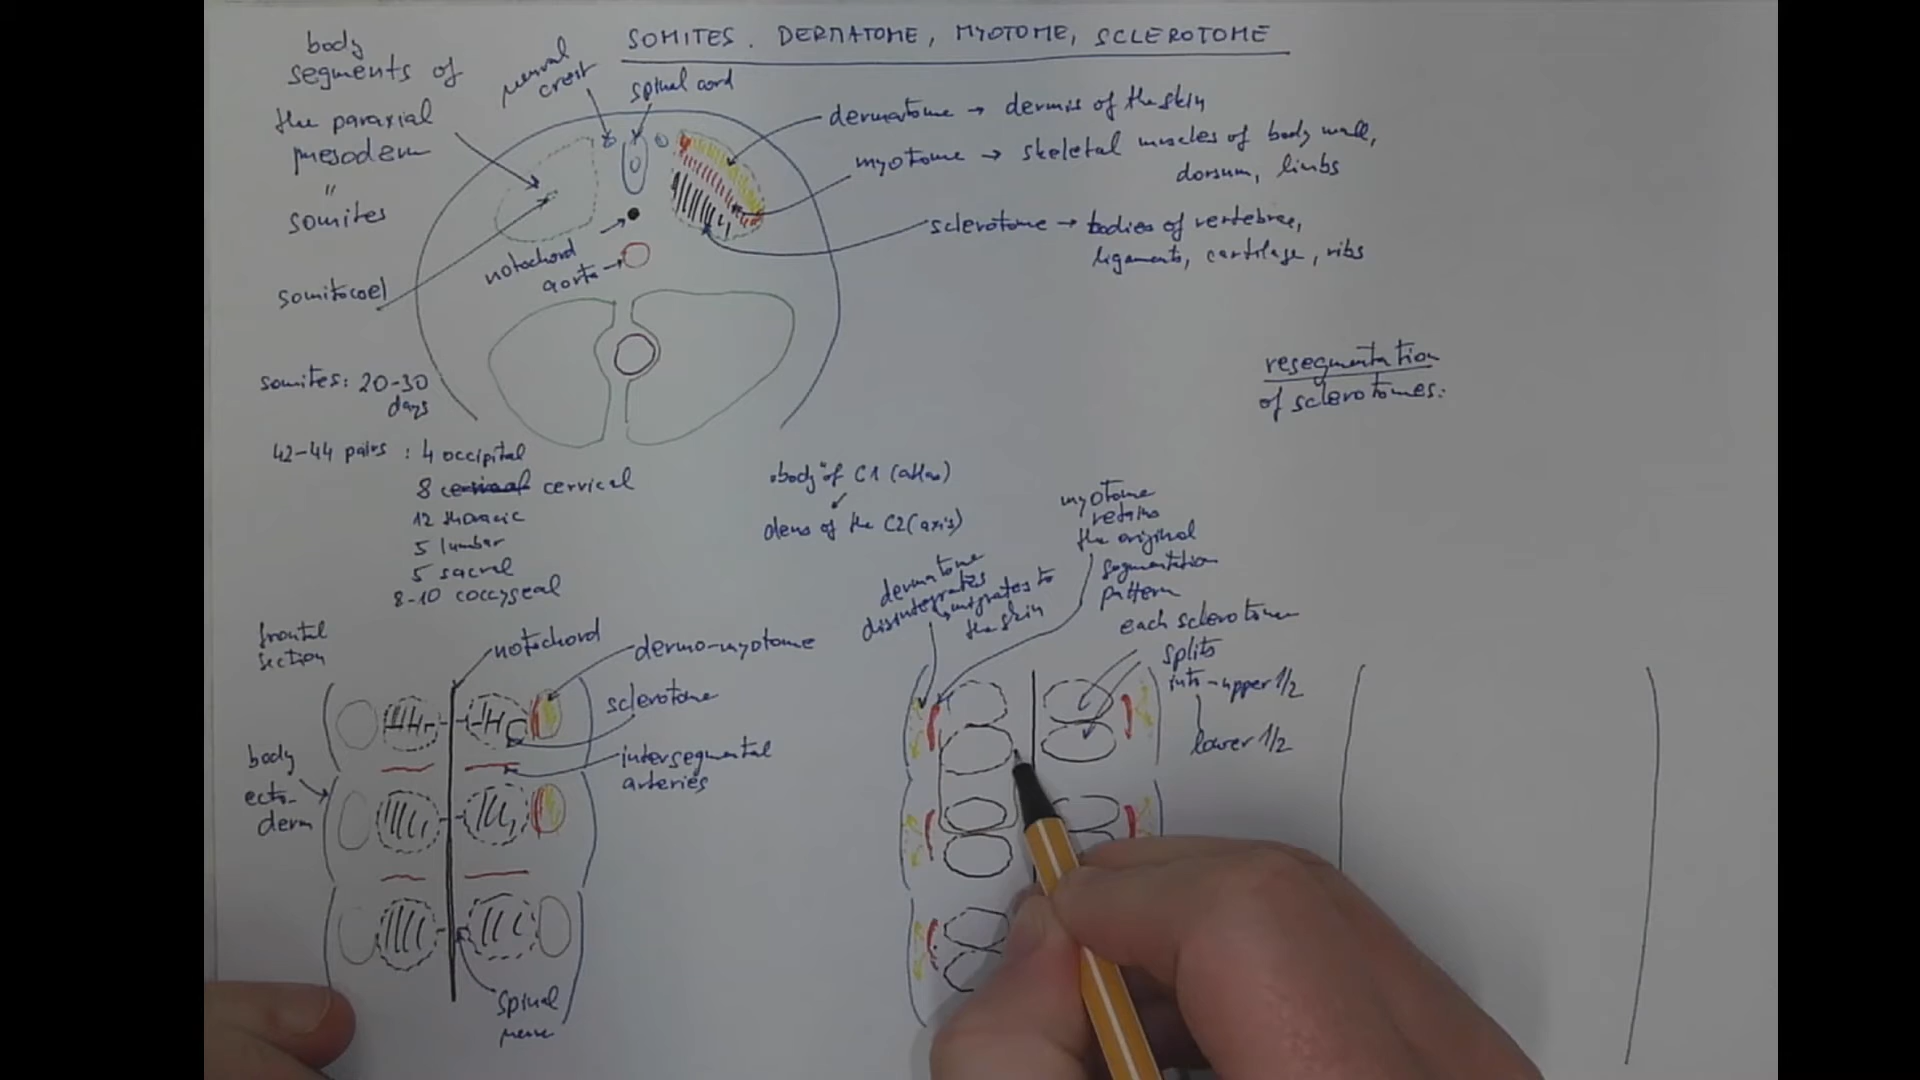 SOMITES. DERMATOME, MYOTOME, SCLEROTOME
body
segments of
the paraxial
mesoderm
"
somites
somitocoel
neural
crest
spinal cord
notochord
aorta
dermatome → dermis of the skin
myotome → skeletal muscles of body wall,
dorsum, limbs
sclerotome → bodies of vertebrae,
ligaments, cartilage, ribs
somites: 20-30
days
42-44 pairs : 4 occipital
8 cervical
12 thoracic
5 lumbar
5 sacral
8-10 coccygeal
"body" of C1 (atlas)
dens of the C2 (axis)
resegmentation
of sclerotomes:
frontal
section
notochord
dermo-myotome
sclerotome
intersegmental
arteries
body
ecto-
derm
spinal
nerve
dermatome
disintegrates
migrates to
the skin
myotome
retains
the original
segmentation
pattern
each sclerotome
splits
into - upper 1/2
lower 1/2